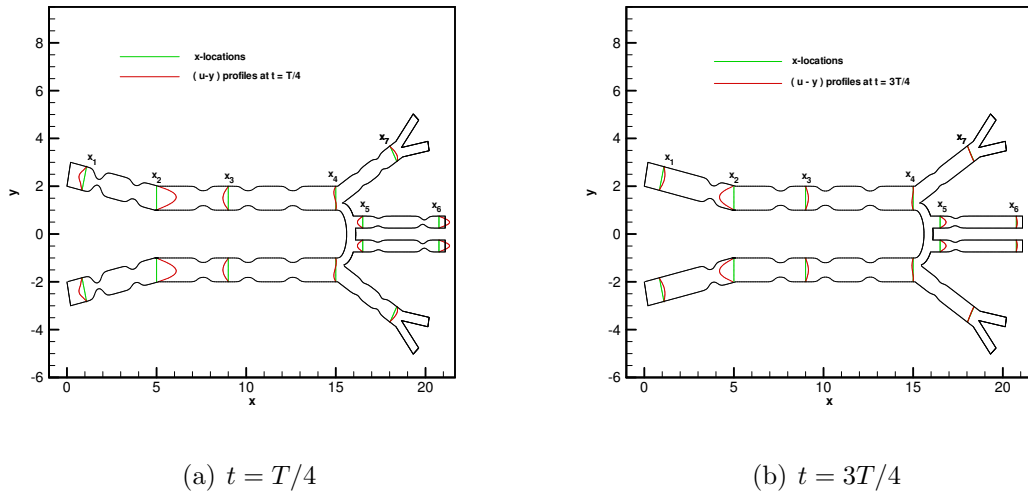 8
6
4
2
0
-2
-4
-6
y
0 5 10 15 20
x
x-locations
( u-y ) profiles at t = T/4
x1
x2
x3
x4
x5
x6
x7
(a) t = T/4
8
6
4
2
0
-2
-4
-6
y
0 5 10 15 20
x
x-locations
( u - y ) profiles at t = 3T/4
x1
x2
x3
x4
x5
x6
x7
(b) t = 3T/4